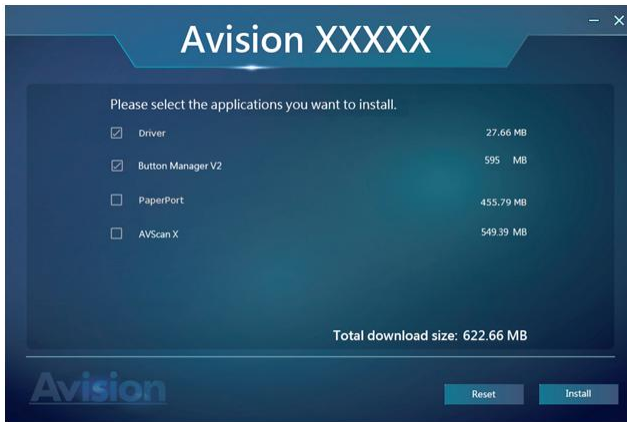 Avision XXXXX
Please select the applications you want to install.
Driver 27.66 MB
Button Manager V2 595 MB
PaperPort 455.79 MB
AVScan X 549.39 MB
Total download size: 622.66 MB
Avision Reset Install